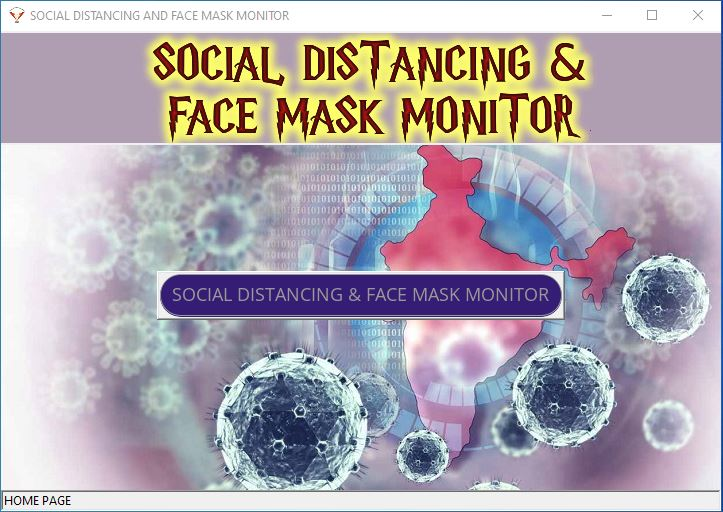 SOCIAL DISTANCING AND FACE MASK MONITOR
SOCIAL DISTANCING &
FACE MASK MONITOR
SOCIAL DISTANCING & FACE MASK MONITOR
HOME PAGE